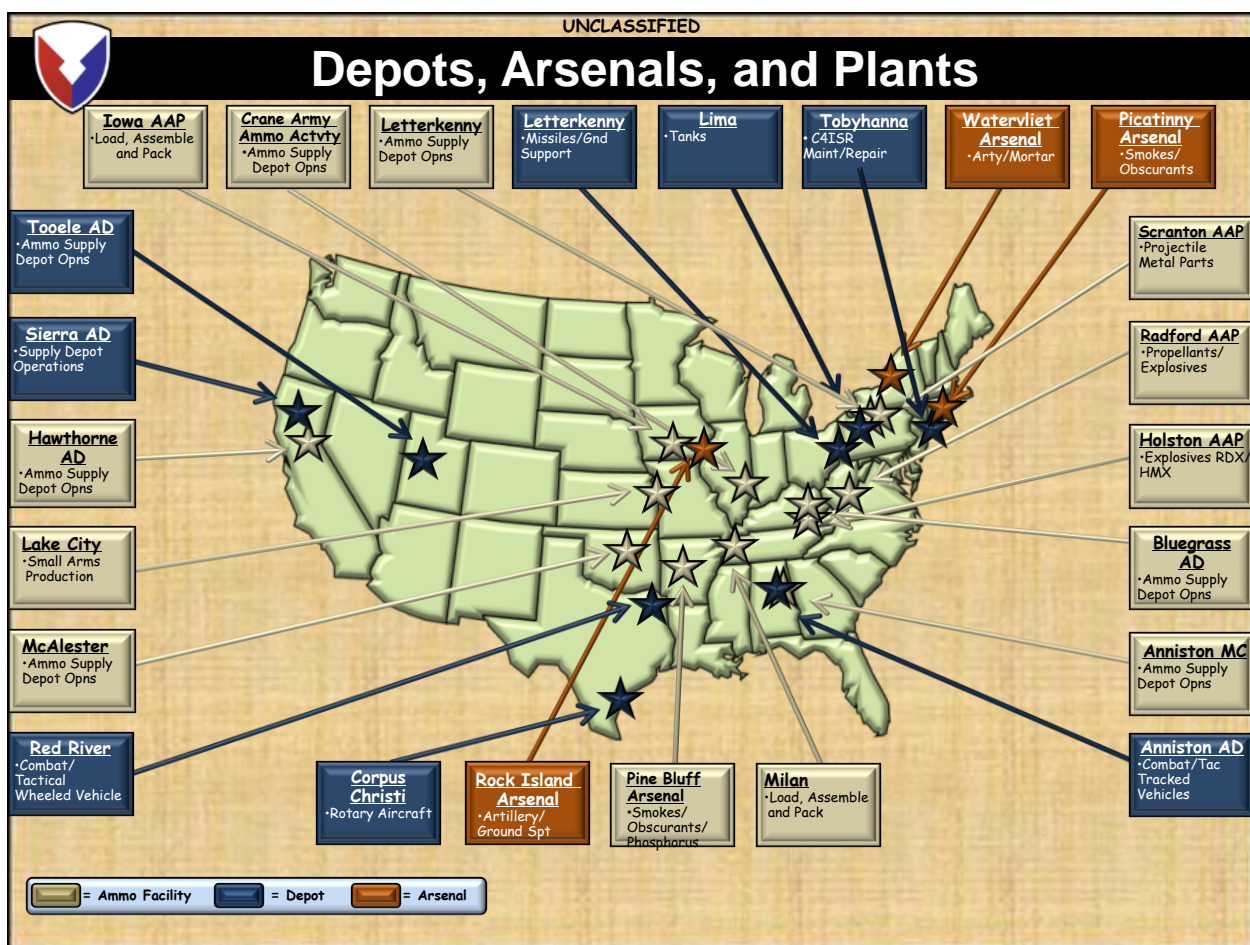 UNCLASSIFIED
Depots, Arsenals, and Plants
Iowa AAP
•Load, Assemble
and Pack
Crane Army
Ammo Actvty
•Ammo Supply
Depot Opns
Letterkenny
•Ammo Supply
Depot Opns
Letterkenny
•Missiles/Gnd
Support
Lima
•Tanks
Tobyhanna
• C4ISR
Maint/Repair
Watervliet
Arsenal
•Arty/Mortar
Picatinny
Arsenal
•Smokes/
Obscurants
Tooele AD
•Ammo Supply
Depot Opns
Sierra AD
•Supply Depot
Operations
Hawthorne
AD
•Ammo Supply
Depot Opns
Lake City
•Small Arms
Production
McAlester
•Ammo Supply
Depot Opns
Red River
•Combat/
Tactical
Wheeled Vehicle
Scranton AAP
•Projectile
Metal Parts
Radford AAP
•Propellants/
Explosives
Holston AAP
•Explosives RDX/
HMX
Bluegrass
AD
•Ammo Supply
Depot Opns
Anniston MC
•Ammo Supply
Depot Opns
Anniston AD
•Combat/Tac
Tracked
Vehicles
Corpus
Christi
•Rotary Aircraft
Rock Island
Arsenal
•Artillery/
Ground Spt
Pine Bluff
Arsenal
•Smokes/
Obscurants/
Phosphorus
Milan
•Load, Assemble
and Pack
= Ammo Facility
= Depot
= Arsenal